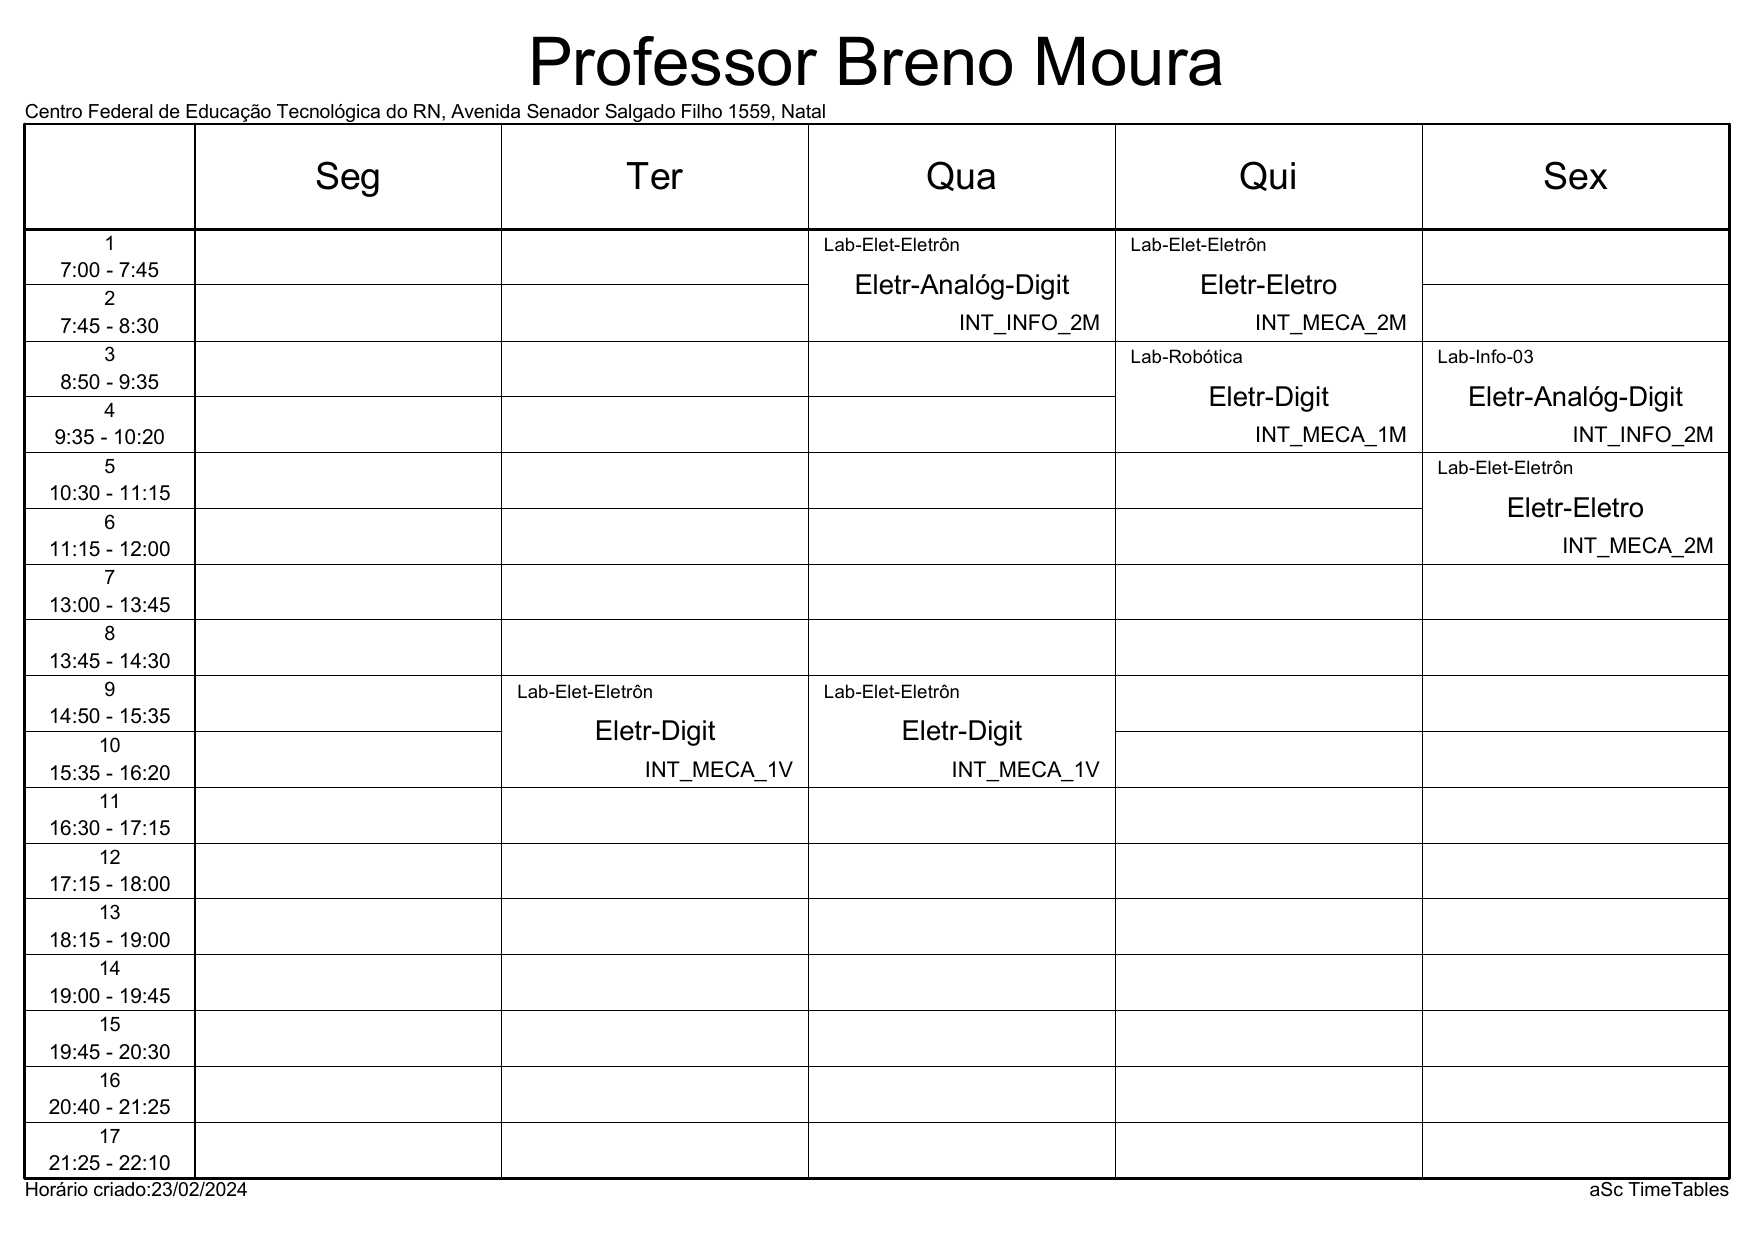 Professor Breno Moura
Centro Federal de Educação Tecnológica do RN, Avenida Senador Salgado Filho 1559, Natal
Seg Ter Qua Qui Sex
1
7:00 - 7:45
2
7:45 - 8:30
Lab-Elet-Eletrôn
Eletr-Analóg-Digit
INT_INFO_2M
Lab-Elet-Eletrôn
Eletr-Eletro
INT_MECA_2M
3
8:50 - 9:35
4
9:35 - 10:20
Lab-Robótica
Eletr-Digit
INT_MECA_1M
Lab-Info-03
Eletr-Analóg-Digit
INT_INFO_2M
5
10:30 - 11:15
6
11:15 - 12:00
Lab-Elet-Eletrôn
Eletr-Eletro
INT_MECA_2M
7
13:00 - 13:45
8
13:45 - 14:30
9
14:50 - 15:35
10
15:35 - 16:20
Lab-Elet-Eletrôn
Eletr-Digit
INT_MECA_1V
Lab-Elet-Eletrôn
Eletr-Digit
INT_MECA_1V
11
16:30 - 17:15
12
17:15 - 18:00
13
18:15 - 19:00
14
19:00 - 19:45
15
19:45 - 20:30
16
20:40 - 21:25
17
21:25 - 22:10
Horário criado:23/02/2024
aSc TimeTables